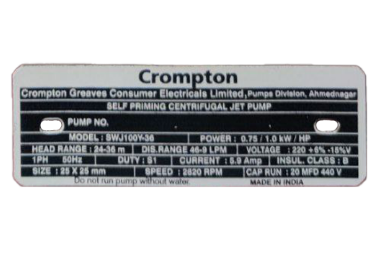 Crompton
Crompton Greaves Consumer Electricals Limited, Pumps Division, Ahmednagar
SELF PRIMING CENTRIFUGAL JET PUMP
PUMP NO.
MODEL : SWJ100Y-36 POWER : 0.75 / 1.0 kW / HP
HEAD RANGE : 24-36 m DIS.RANGE 46-9 LPM VOLTAGE : 220 +6% -15%V
1PH 50Hz DUTY : S1 CURRENT : 5.9 Amp INSUL. CLASS : B
SIZE : 25 X 25 mm SPEED : 2820 RPM CAP RUN : 20 MFD 440 V
Do not run pump without water. MADE IN INDIA